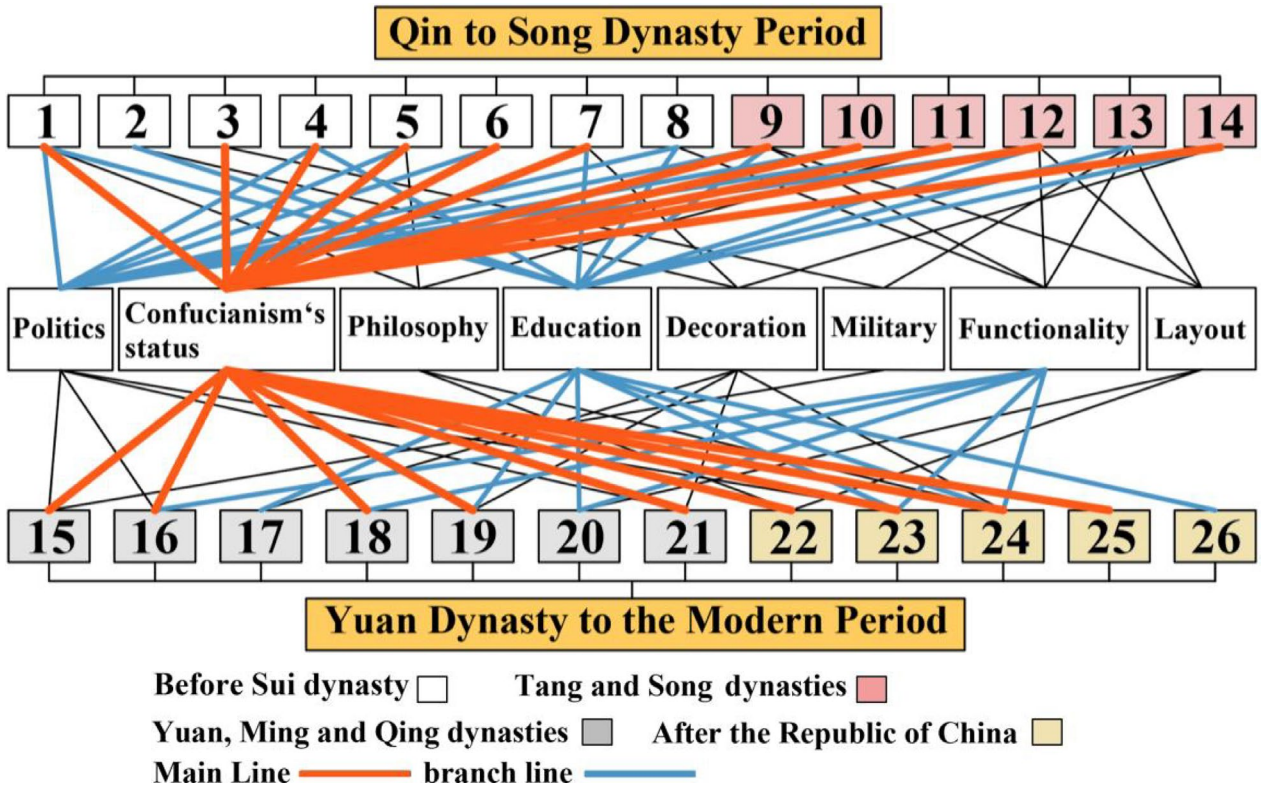 Qin to Song Dynasty Period
1 2 3 4 5 6 7 8 9 10 11 12 13 14
Politics Confucianism‘s status Philosophy Education Decoration Military Functionality Layout
15 16 17 18 19 20 21 22 23 24 25 26
Yuan Dynasty to the Modern Period
Before Sui dynasty Tang and Song dynasties
Yuan, Ming and Qing dynasties After the Republic of China
Main Line branch line